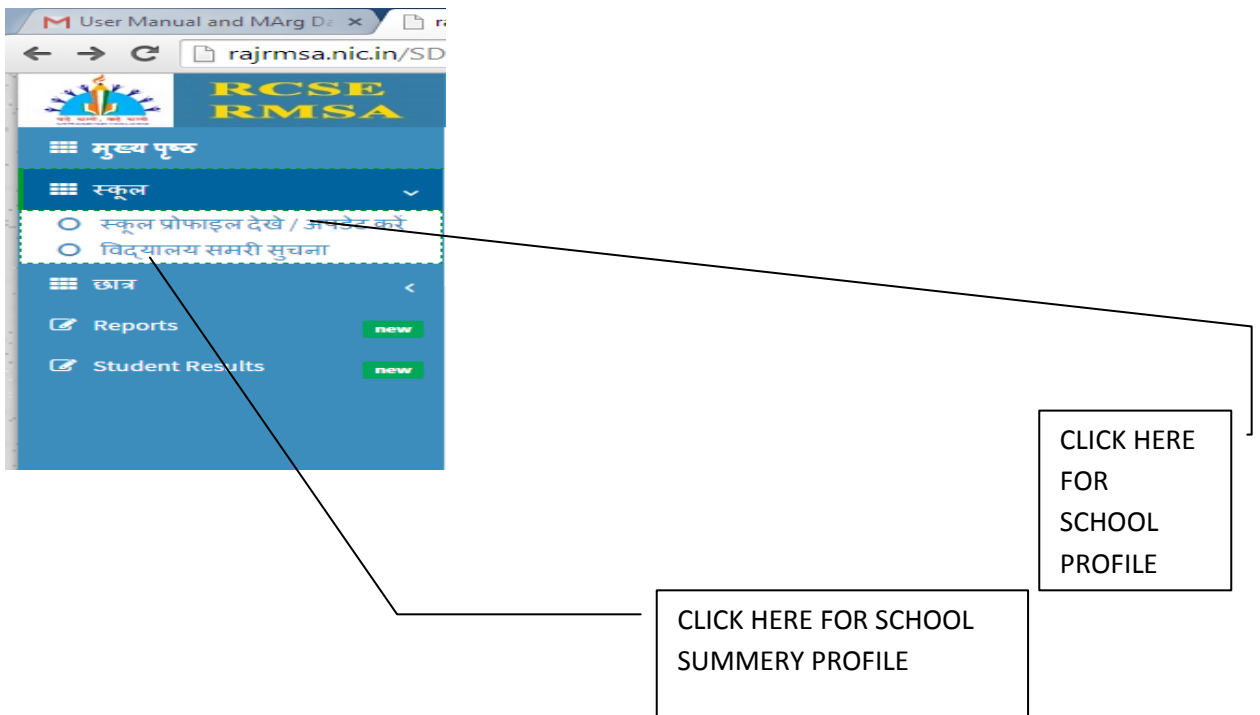 User Manual and MArg Da
rajrmsa.nic.in/SD
RCSE
RMSA
मुख्य पृष्ठ
स्कूल
स्कूल प्रोफाइल देखे / अपडेट करें
विद्यालय समरी सुचना
छात्र
Reports new
Student Results new
CLICK HERE
FOR
SCHOOL
PROFILE
CLICK HERE FOR SCHOOL
SUMMERY PROFILE